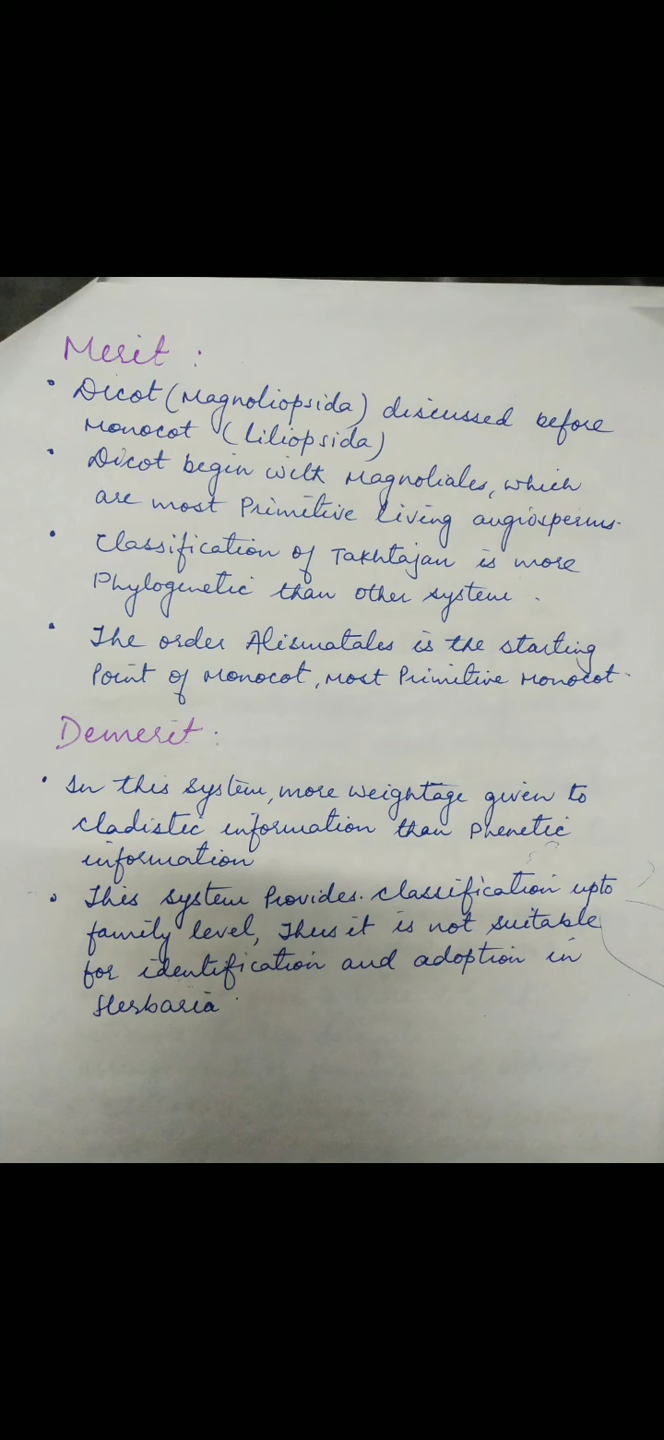 Merit :
• Dicot (Magnoliopsida) discussed before
Monocot (Liliopsida)
• Dicot begin with Magnoliales, which
are most Primitive living angiosperms.
• Classification of Takhtajan is more
Phylogenetic than other system.
• The order Alismatales is the starting
Point of Monocot, most Primitive Monocot.
Demerit :
• In this system, more weightage given to
cladistic information than Phenetic
information
• This system Provides. classification upto
family level, Thus it is not suitable
for identification and adoption in
Herbaria.